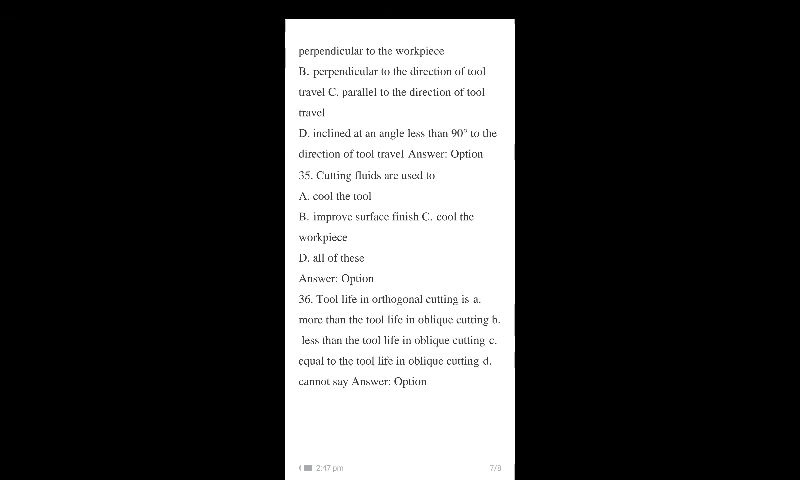 perpendicular to the workpiece
B. perpendicular to the direction of tool
travel C. parallel to the direction of tool
travel
D. inclined at an angle less than 90° to the
direction of tool travel Answer: Option
35. Cutting fluids are used to
A. cool the tool
B. improve surface finish C. cool the
workpiece
D. all of these
Answer: Option
36. Tool life in orthogonal cutting is a.
more than the tool life in oblique cutting b.
less than the tool life in oblique cutting c.
equal to the tool life in oblique cutting d.
cannot say Answer: Option
2:47 pm 7/8